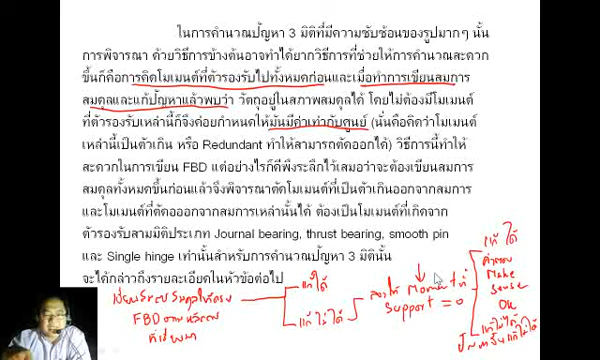 ในการคำนวณปัญหา 3 มิติที่มีความซับซ้อนของรูปมากๆ นั้น
การพิจารณา ด้วยวิธีการข้างต้นอาจทำได้ยากวิธีการที่ช่วยให้การคำนวณสะดวก
ขึ้นก็คือการคิดโมเมนต์ที่ตัวรองรับไปทั้งหมดก่อนและเมื่อทำการเขียนสมการ
สมดุลและแก้ปัญหาแล้วพบว่า วัตถุอยู่ในสภาพสมดุลได้ โดยไม่ต้องมีโมเมนต์
ที่ตัวรองรับเหล่านี้ก็จึงค่อยกำหนดให้มันมีค่าเท่ากับศูนย์ (นั่นคือคิดว่าโมเมนต์
เหล่านี้เป็นตัวเกิน หรือ Redundant ทำให้สามารถตัดออกได้) วิธีการนี้ทำให้
สะดวกในการเขียน FBD แต่อย่างไรก็ดีพึงระลึกไว้เสมอว่าจะต้องเขียนสมการ
สมดุลทั้งหมดขึ้นก่อนแล้วจึงพิจารณาตัดโมเมนต์ที่เป็นตัวเกินออกจากสมการ
และโมเมนต์ที่ตัดอออกจากสมการเหล่านั้นได้ ต้องเป็นโมเมนต์ที่เกิดจาก
ตัวรองรับสามมิติประเภท Journal bearing, thrust bearing, smooth pin
และ Single hinge เท่านั้นสำหรับการคำนวณปัญหา 3 มิตินั้น
จะได้กล่าวถึงรายละเอียดในหัวข้อต่อไป
แก้ได้
แก้ไม่ได้
FBD
ให้ Moment ที่
Support = 0
แก้ได้
คำตอบ
Make
Sense
OK
แก้ไม่ได้